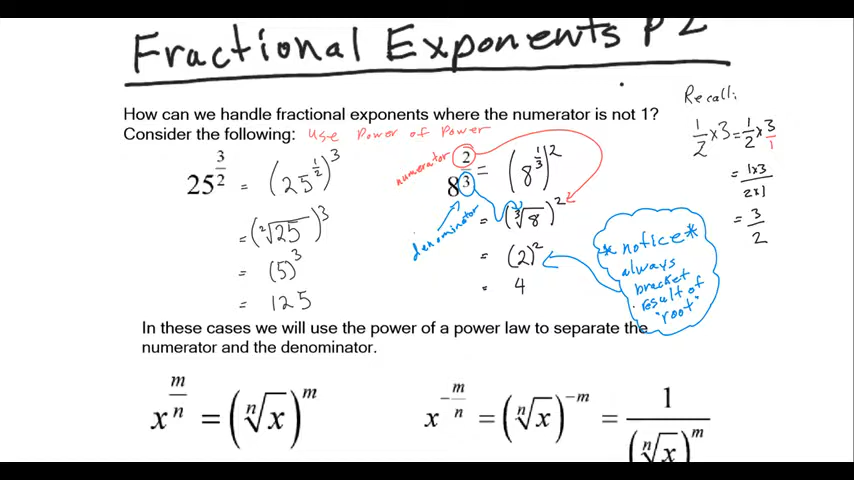 Fractional Exponents P2
How can we handle fractional exponents where the numerator is not 1?
Consider the following: Use Power of Power
25^(3/2) = (25^(1/2))^3
= (²√25)^3
= (5)^3
= 125
numerator
denominator
8^(2/3) = (8^(1/3))^2
= (³√8)^2
= (2)^2
= 4
*notice*
always
bracket
result of
"root"
Recall:
1/2 × 3 = 1/2 × 3/1
= 1×3/2×1
= 3/2
In these cases we will use the power of a power law to separate the
numerator and the denominator.
x^(m/n) = (ⁿ√x)^m
x^(-m/n) = (ⁿ√x)^(-m) = 1/(ⁿ√x)^m